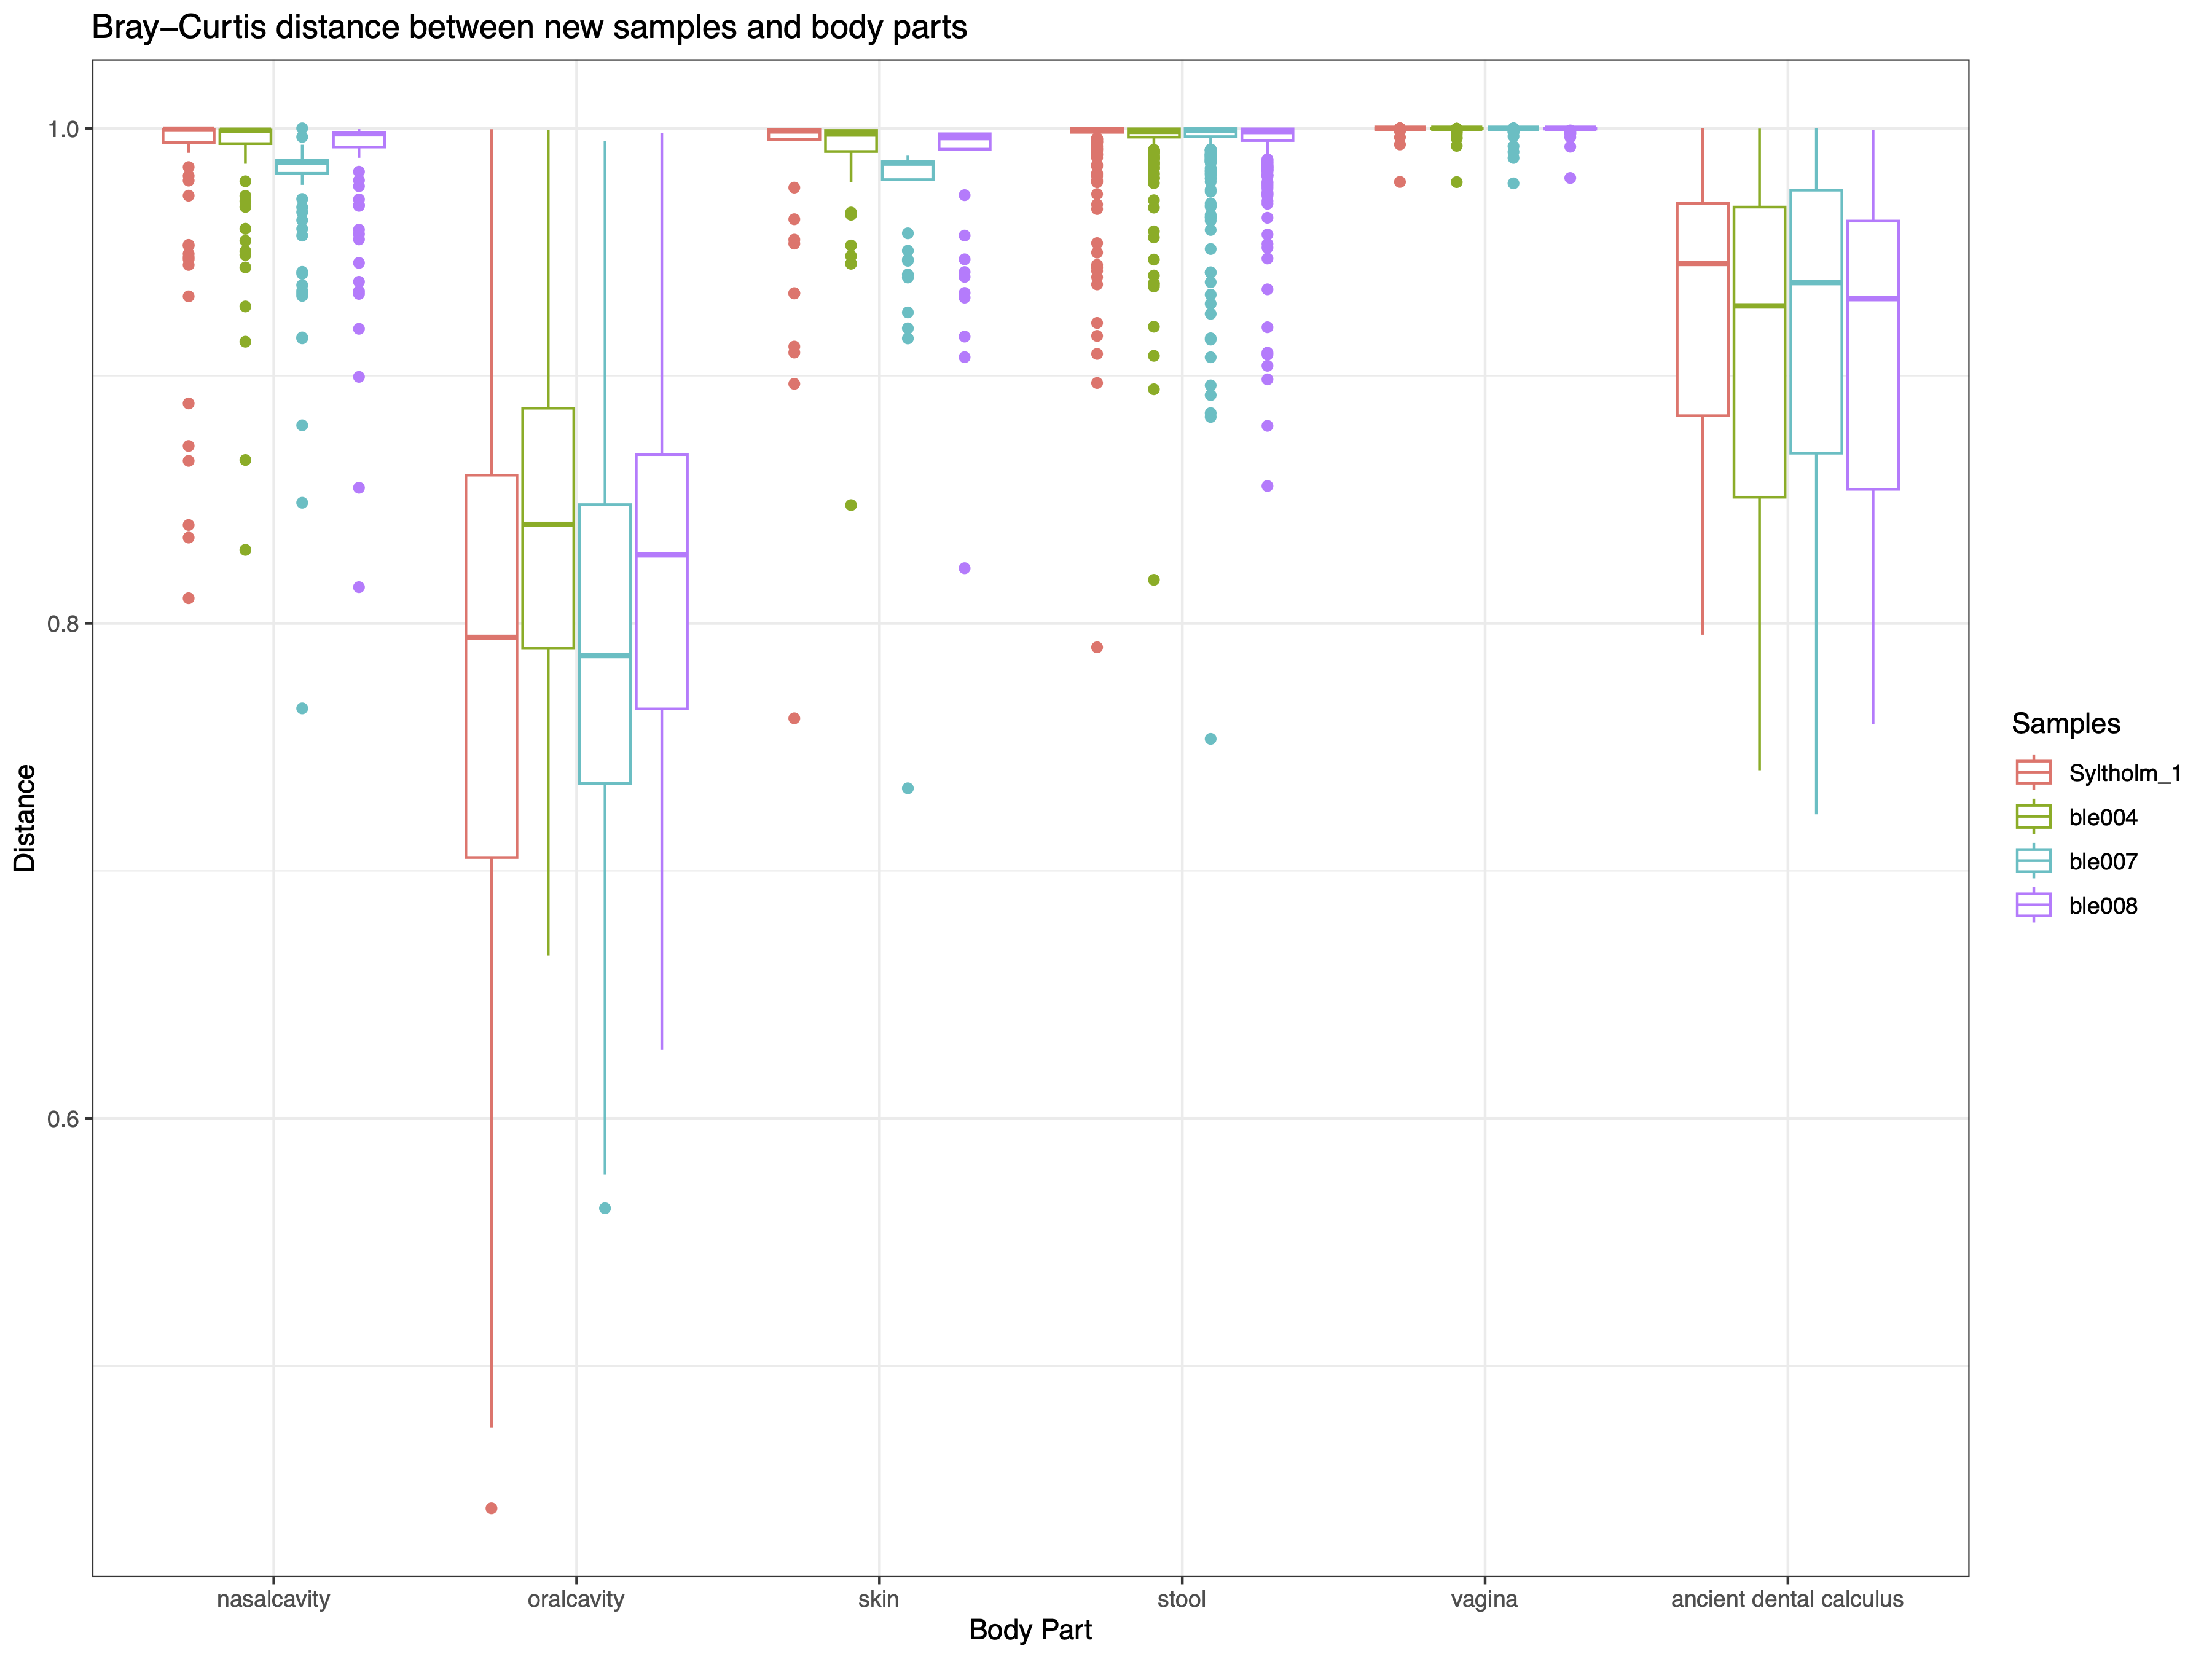 Bray–Curtis distance between new samples and body parts
1.0
0.8
0.6
Distance
nasalcavity oralcavity skin stool vagina ancient dental calculus
Body Part
Samples
Syltholm_1
ble004
ble007
ble008